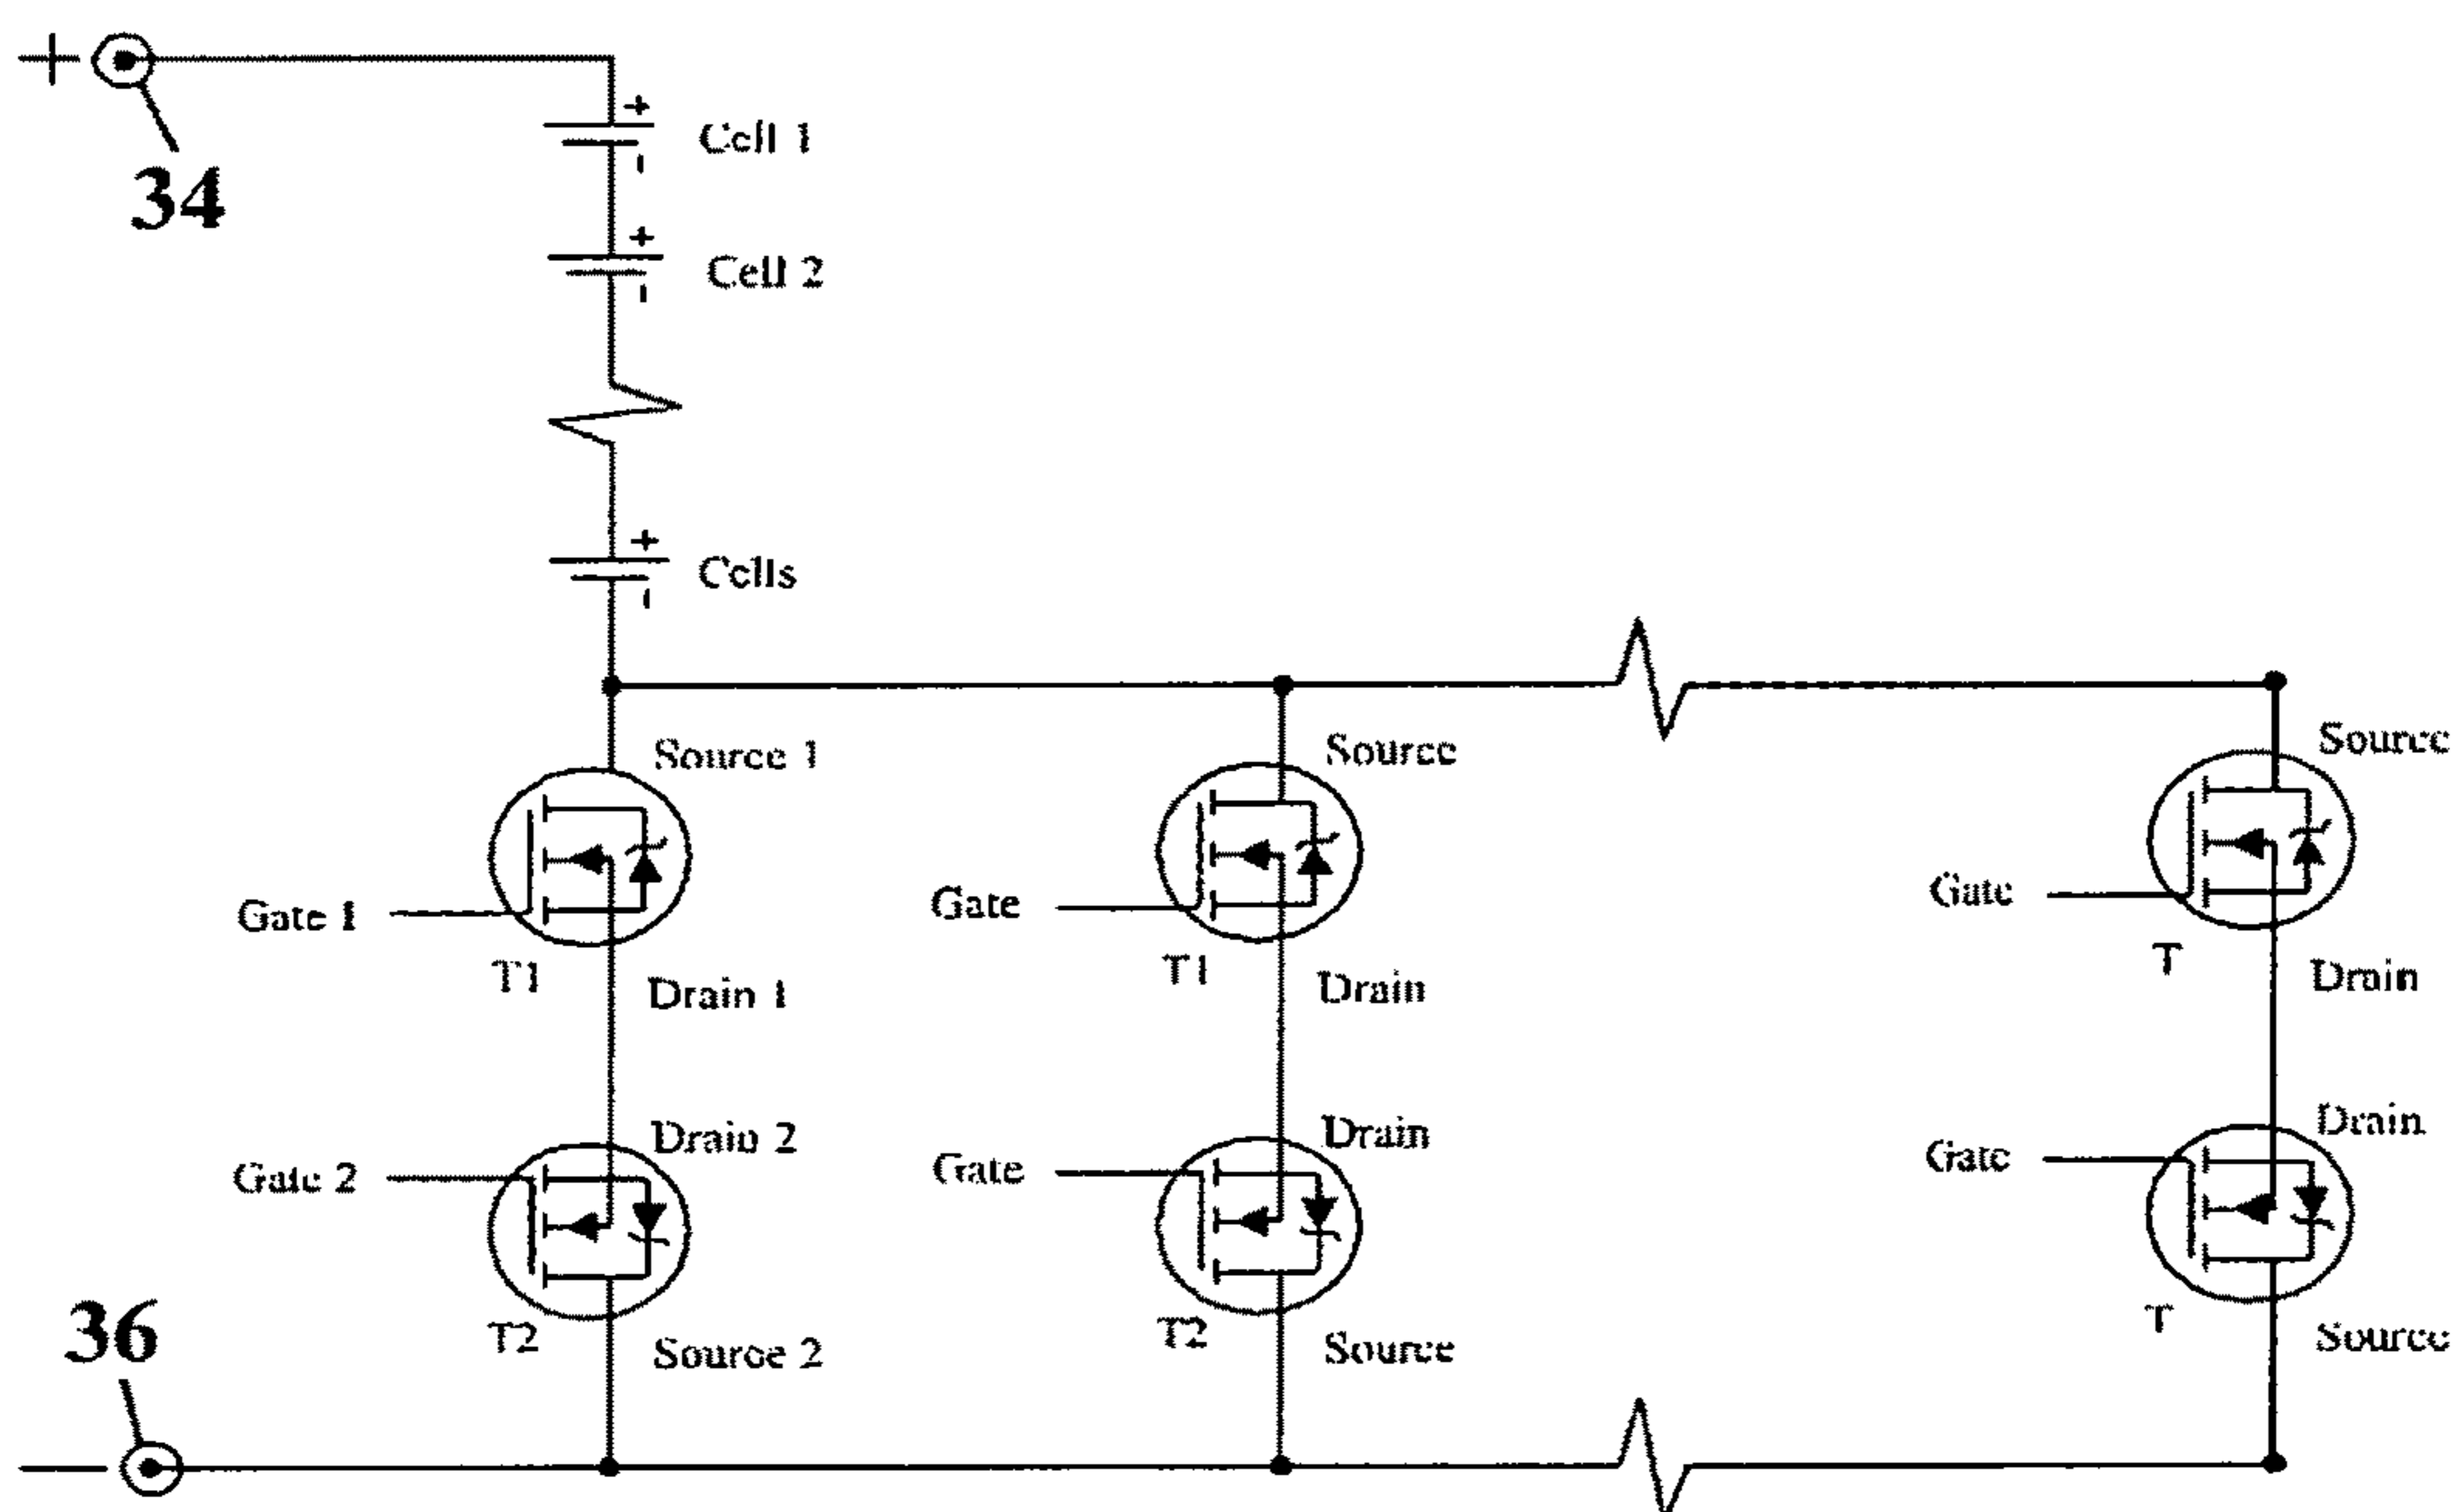 +
34
+
Cell 1
-
+
Cell 2
-
+
Cells
-
Source 1
Source
Source
Gate 1
Gate
Gate
T1
T1
T
Drain 1
Drain
Drain
Drain 2
Drain
Drain
Gate 2
Gate
Gate
T2
T2
T
Source 2
Source
Source
36
-